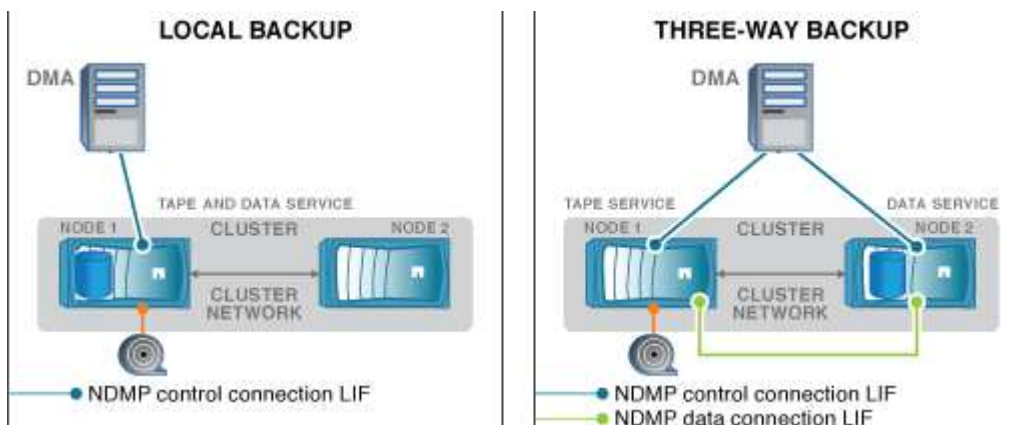 LOCAL BACKUP
DMA
TAPE AND DATA SERVICE
NODE 1
CLUSTER
NODE 2
CLUSTER
NETWORK
NDMP control connection LIF
THREE-WAY BACKUP
DMA
TAPE SERVICE
DATA SERVICE
NODE 1
CLUSTER
NODE 2
CLUSTER
NETWORK
NDMP control connection LIF
NDMP data connection LIF